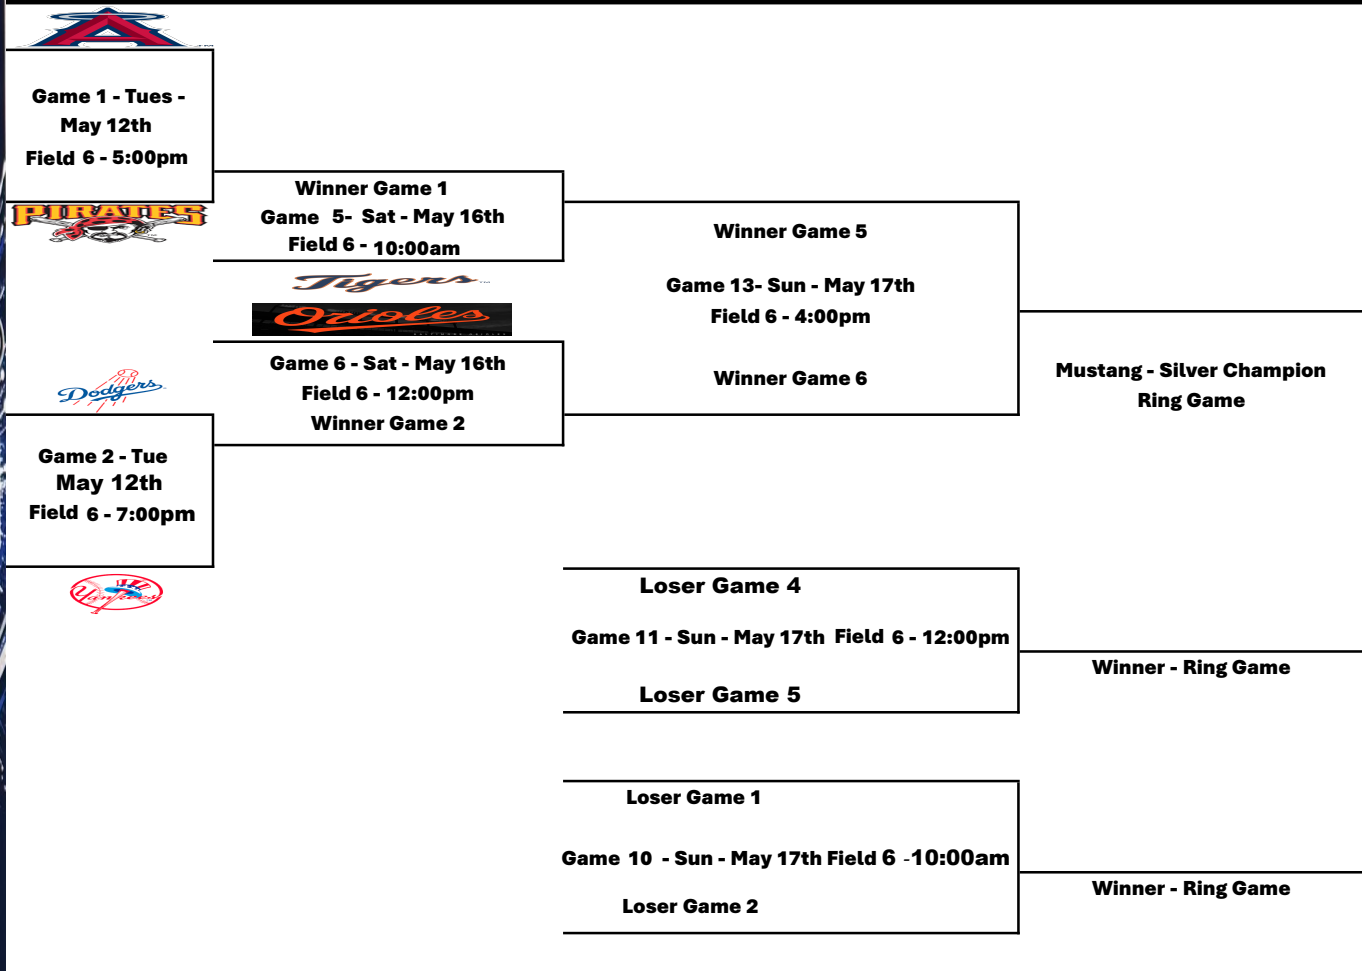 Game 1 - Tues -
May 12th
Field 6 - 5:00pm
PIRATES
Winner Game 1
Game 5- Sat - May 16th
Field 6 - 10:00am
Tigers
Orioles
Game 6 - Sat - May 16th
Field 6 - 12:00pm
Winner Game 2
Dodgers
Game 2 - Tue
May 12th
Field 6 - 7:00pm
Yankees
Winner Game 5
Game 13- Sun - May 17th
Field 6 - 4:00pm
Winner Game 6
Mustang - Silver Champion
Ring Game
Loser Game 4
Game 11 - Sun - May 17th Field 6 - 12:00pm
Loser Game 5
Winner - Ring Game
Loser Game 1
Game 10 - Sun - May 17th Field 6 -10:00am
Loser Game 2
Winner - Ring Game